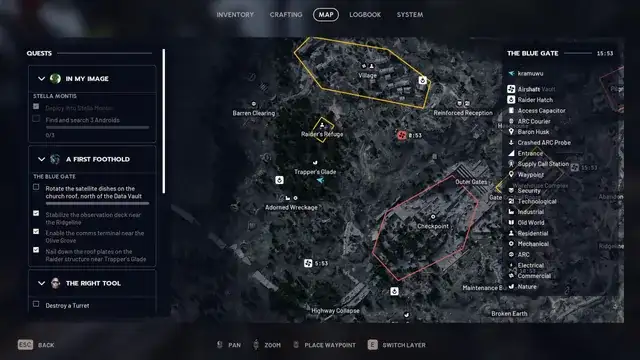 INVENTORY
CRAFTING
MAP
LOGBOOK
SYSTEM
QUESTS
IN MY IMAGE
STELLA MONTIS
Deploy into Stella Montis
Find and search 3 Androids
0/3
A FIRST FOOTHOLD
THE BLUE GATE
Rotate the satellite dishes on the
church roof, north of the Data Vault
Stabilize the observation deck near
the Ridgeline
Enable the comms terminal near the
Olive Grove
Nail down the roof plates on the
Raider structure near Trapper's Glade
THE RIGHT TOOL
Destroy a Turret
Village
Barren Clearing
Reinforced Reception
Raider's Refuge
8:53
Trapper's Glade
Outer Gates
Adorned Wreckage
Checkpoint
5:53
Highway Collapse
Broken Earth
THE BLUE GATE
15:53
kramuwu
Airshaft Vault
Raider Hatch
Access Capacitor
ARC Courier
Baron Husk
Crashed ARC Probe
Entrance
Supply Call Station
Waypoint
Warehouse Complex
15:53
Security
Technological
Industrial
Old World
Residential
Mechanical
ARC
Electrical
Commercial
Nature
ESC
BACK
PAN
ZOOM
PLACE WAYPOINT
E
SWITCH LAYER